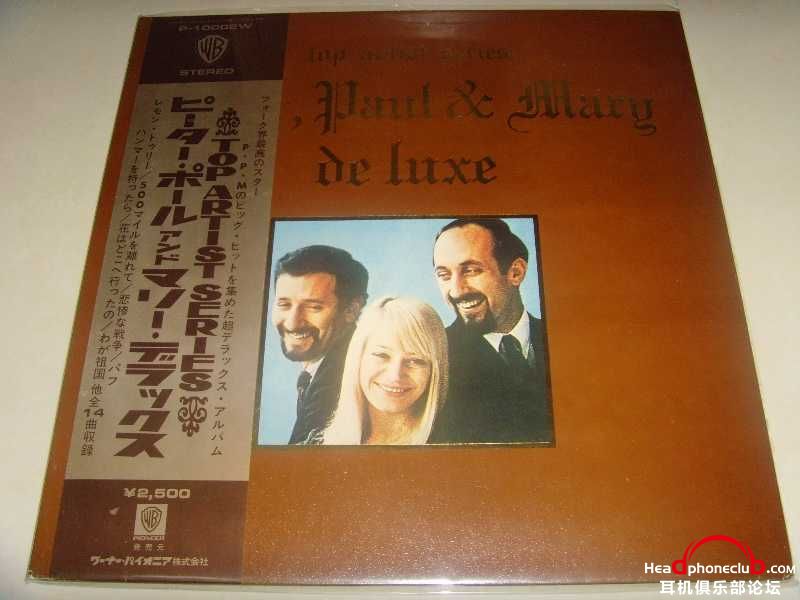 P-10002W
WB
STEREO
フォーク界最高のスター
P・P・Mのビッグ・ヒットを集めた超デラックス・アルバム
TOP ARTIST SERIES
ピーター・ポール アンド マリー・デラックス
レモン・トゥリー/500マイルも離れて/悲惨な戦争/パフ
ハンマーを持ったら/花はどこへ行ったの/わが祖国 他全14曲収録
¥2,500
WB
PIONEER
発売元
ワーナー・パイオニア株式会社
top artist series
, Paul & Mary
de luxe
Headphoneclub.com
耳机俱乐部论坛